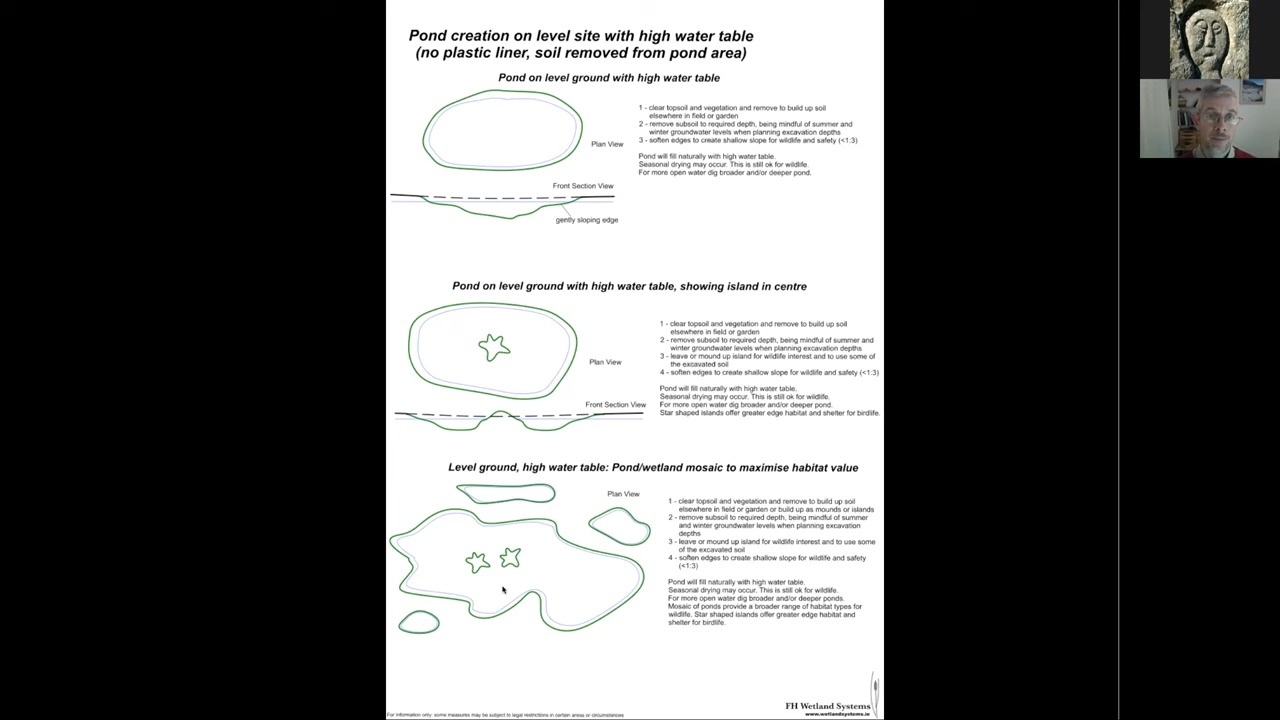 Pond creation on level site with high water table
(no plastic liner, soil removed from pond area)
Pond on level ground with high water table
1 - clear topsoil and vegetation and remove to build up soil
elsewhere in field or garden
2 - remove subsoil to required depth, being mindful of summer and
winter groundwater levels when planning excavation depths
3 - soften edges to create shallow slope for wildlife and safety (<1:3)
Plan View
Pond will fill naturally with high water table.
Seasonal drying may occur. This is still ok for wildlife.
For more open water dig broader and/or deeper pond.
Front Section View
gently sloping edge
Pond on level ground with high water table, showing island in centre
1 - clear topsoil and vegetation and remove to build up soil
elsewhere in field or garden
2 - remove subsoil to required depth, being mindful of summer and
winter groundwater levels when planning excavation depths
3 - leave or mound up island for wildlife interest and to use some of
the excavated soil
4 - soften edges to create shallow slope for wildlife and safety (<1:3)
Plan View
Pond will fill naturally with high water table.
Seasonal drying may occur. This is still ok for wildlife.
For more open water dig broader and/or deeper pond.
Star shaped islands offer greater edge habitat and shelter for birdlife.
Front Section View
Level ground, high water table: Pond/wetland mosaic to maximise habitat value
Plan View
1 - clear topsoil and vegetation and remove to build up soil
elsewhere in field or garden or build up as mounds or islands
2 - remove subsoil to required depth, being mindful of summer
and winter groundwater levels when planning excavation
depths
3 - leave or mound up island for wildlife interest and to use some
of the excavated soil
4 - soften edges to create shallow slope for wildlife and safety
(<1:3)
Pond will fill naturally with high water table.
Seasonal drying may occur. This is still ok for wildlife.
For more open water dig broader and/or deeper ponds.
Mosaic of ponds provide a broader range of habitat types for
wildlife. Star shaped islands offer greater edge habitat and
shelter for birdlife.
FH Wetland Systems
www.wetlandsystems.ie
For information only: some measures may be subject to legal restrictions in certain areas or circumstances